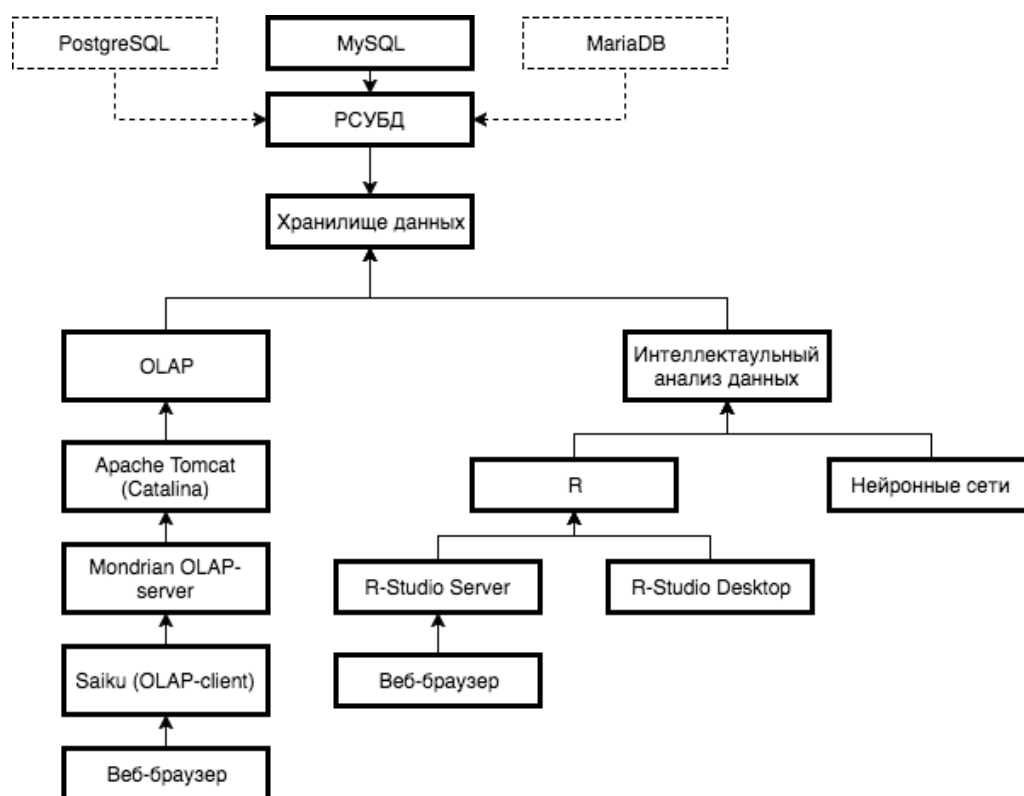 PostgreSQL
MySQL
MariaDB
РСУБД
Хранилище данных
OLAP
Интеллектаульный
анализ данных
Apache Tomcat
(Catalina)
R
Нейронные сети
Mondrian OLAP-
server
R-Studio Server
R-Studio Desktop
Saiku (OLAP-client)
Веб-браузер
Веб-браузер